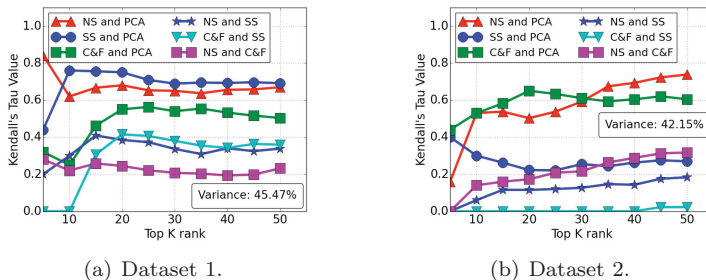 NS and PCA
SS and PCA
C&F and PCA
NS and SS
C&F and SS
NS and C&F
Kendall's Tau Value
1.0
0.8
0.6
0.4
0.2
0.0
Variance: 45.47%
10 20 30 40 50
Top K rank
(a) Dataset 1.
NS and PCA
SS and PCA
C&F and PCA
NS and SS
C&F and SS
NS and C&F
Kendall's Tau Value
1.0
0.8
0.6
0.4
0.2
0.0
Variance: 42.15%
10 20 30 40 50
Top K rank
(b) Dataset 2.